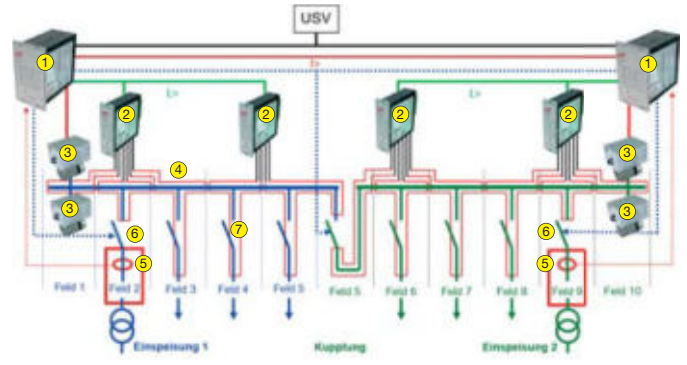 USV
1
I>
1
2
L>
2
2
L>
2
3
3
4
3
3
6
7
6
5
5
Feld 1
Feld 2
Feld 3
Feld 4
Feld 5
Feld 5
Feld 6
Feld 7
Feld 8
Feld 9
Feld 10
Einspeisung 1
Kupplung
Einspeisung 2